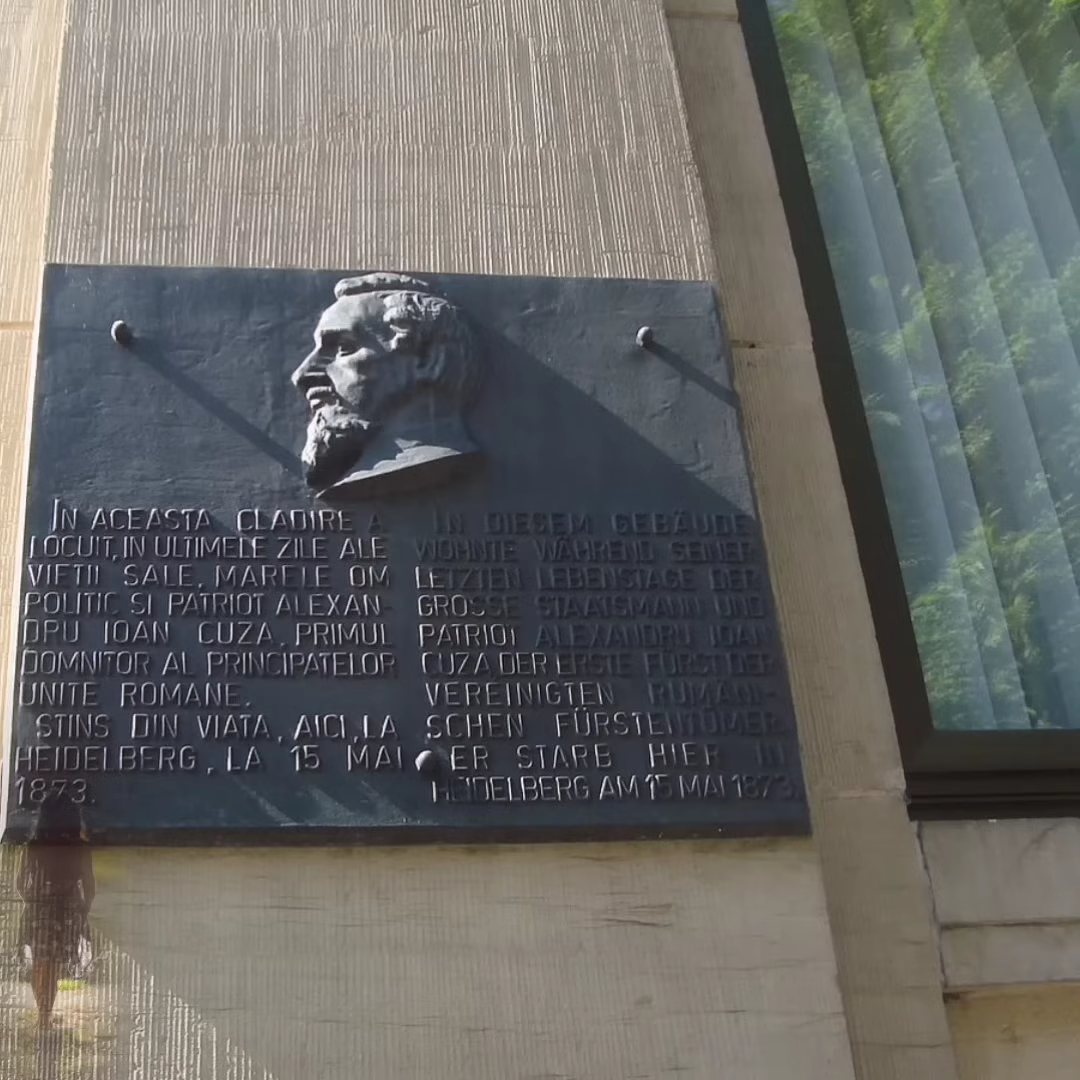 ÎN ACEASTA CLADIRE A
LOCUIT, IN ULTIMELE ZILE ALE
VIETII SALE, MARELE OM
POLITIC SI PATRIOT ALEXAN-
DRU IOAN CUZA, PRIMUL
DOMNITOR AL PRINCIPATELOR
UNITE ROMANE.
STINS DIN VIATA, AICI, LA
HEIDELBERG, LA 15 MAI
1873.
IN DIESEM GEBÄUDE
WOHNTE WÄHREND SEINER
LETZTEN LEBENSTAGE DER
GROSSE STAATSMANN UND
PATRIOT ALEXANDRU IOAN
CUZA DER ERSTE FÜRST DER
VEREINIGTEN RUMÄNI-
SCHEN FÜRSTENTÜMER
ER STARB HIER IN
HEIDELBERG AM 15 MAI 1873.